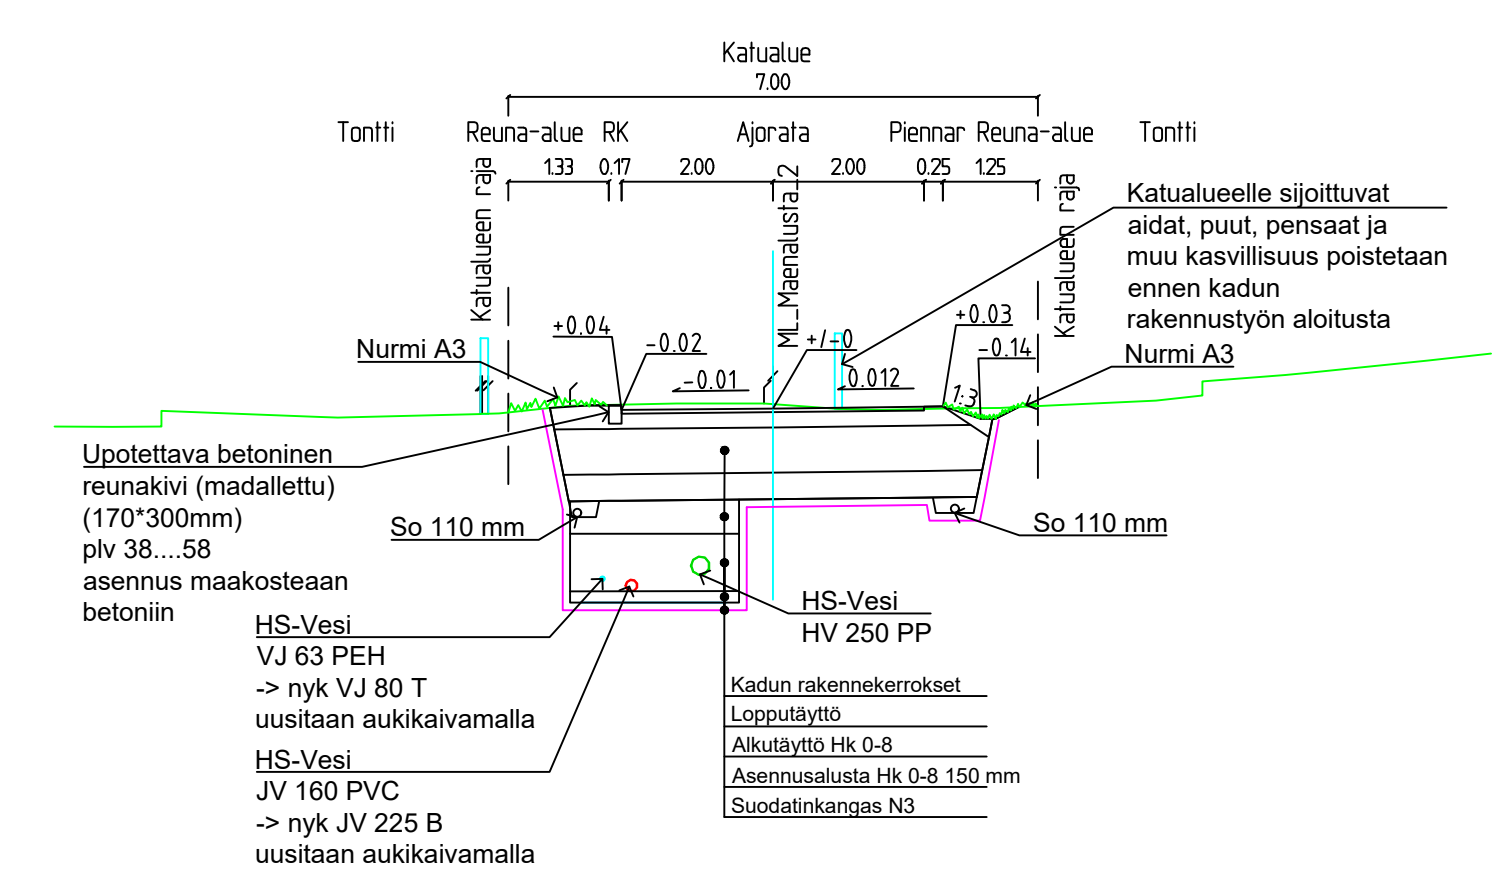 Katualue
7.00
Tontti Reuna-alue RK Ajorata Piennar Reuna-alue Tontti
1.33 0.17 2.00 2.00 0.25 1.25
Katualueen raja
ML_Maenalusta_2
Katualueen raja
Katualueelle sijoittuvat
aidat, puut, pensaat ja
muu kasvillisuus poistetaan
ennen kadun
rakennustyön aloitusta
+0.04
-0.02
+/-0
+0.03
-0.14
Nurmi A3
-0.01
0.012
1:3
Nurmi A3
Upotettava betoninen
reunakivi (madallettu)
(170*300mm)
plv 38....58
asennus maakosteaan
betoniin
So 110 mm
So 110 mm
HS-Vesi
HV 250 PP
HS-Vesi
VJ 63 PEH
-> nyk VJ 80 T
uusitaan aukikaivamalla
HS-Vesi
JV 160 PVC
-> nyk JV 225 B
uusitaan aukikaivamalla
Kadun rakennekerrokset
Lopputäyttö
Alkutäyttö Hk 0-8
Asennusalusta Hk 0-8 150 mm
Suodatinkangas N3